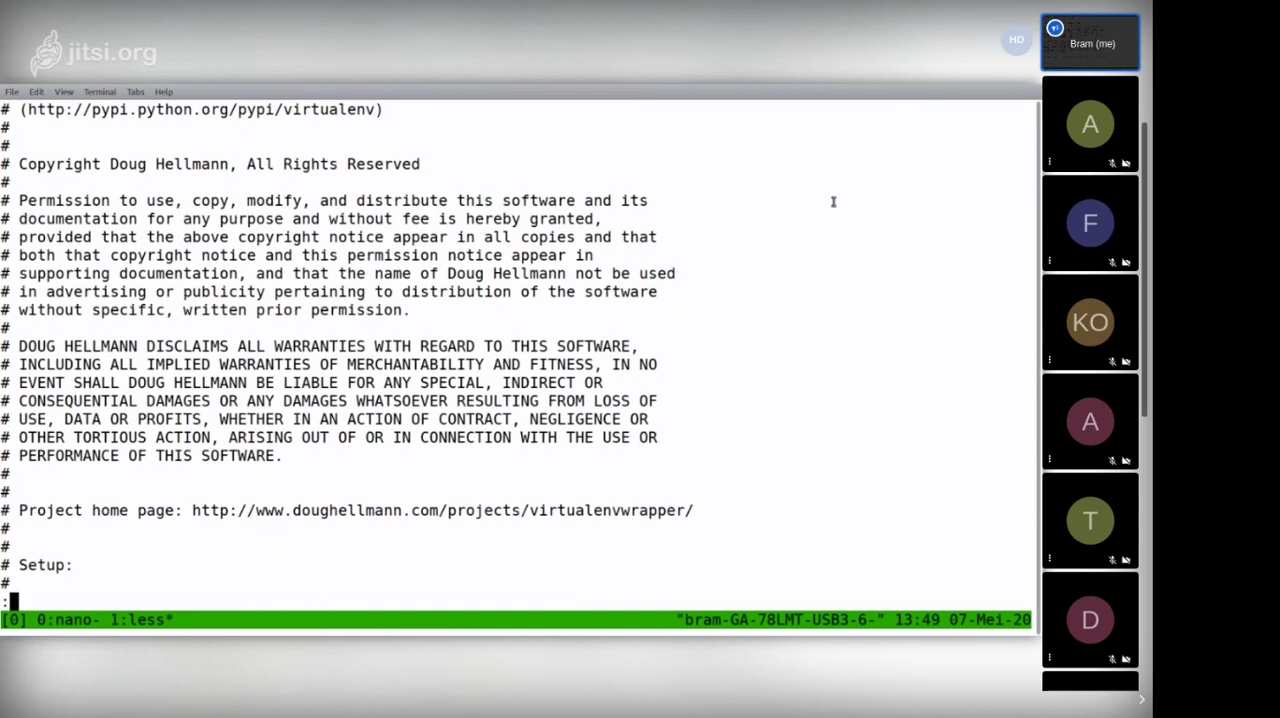 jitsi.org
HD
Bram (me)
File Edit View Terminal Tabs Help
# (http://pypi.python.org/pypi/virtualenv)
#
#
# Copyright Doug Hellmann, All Rights Reserved
#
# Permission to use, copy, modify, and distribute this software and its
# documentation for any purpose and without fee is hereby granted,
# provided that the above copyright notice appear in all copies and that
# both that copyright notice and this permission notice appear in
# supporting documentation, and that the name of Doug Hellmann not be used
# in advertising or publicity pertaining to distribution of the software
# without specific, written prior permission.
#
# DOUG HELLMANN DISCLAIMS ALL WARRANTIES WITH REGARD TO THIS SOFTWARE,
# INCLUDING ALL IMPLIED WARRANTIES OF MERCHANTABILITY AND FITNESS, IN NO
# EVENT SHALL DOUG HELLMANN BE LIABLE FOR ANY SPECIAL, INDIRECT OR
# CONSEQUENTIAL DAMAGES OR ANY DAMAGES WHATSOEVER RESULTING FROM LOSS OF
# USE, DATA OR PROFITS, WHETHER IN AN ACTION OF CONTRACT, NEGLIGENCE OR
# OTHER TORTIOUS ACTION, ARISING OUT OF OR IN CONNECTION WITH THE USE OR
# PERFORMANCE OF THIS SOFTWARE.
#
#
# Project home page: http://www.doughellmann.com/projects/virtualenvwrapper/
#
#
# Setup:
#
:
[0] 0:nano- 1:less* "bram-GA-78LMT-USB3-6-" 13:49 07-Mei-20
A
F
KO
A
T
D